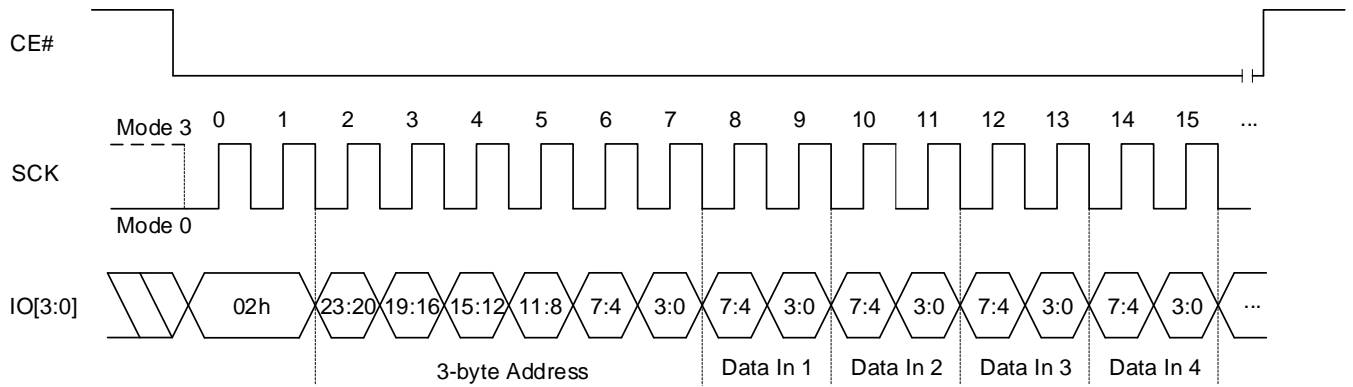 CE#
Mode 3 0 1 2 3 4 5 6 7 8 9 10 11 12 13 14 15 ...
SCK
Mode 0
IO[3:0] 02h 23:20 19:16 15:12 11:8 7:4 3:0 7:4 3:0 7:4 3:0 7:4 3:0 7:4 3:0 ...
3-byte Address Data In 1 Data In 2 Data In 3 Data In 4